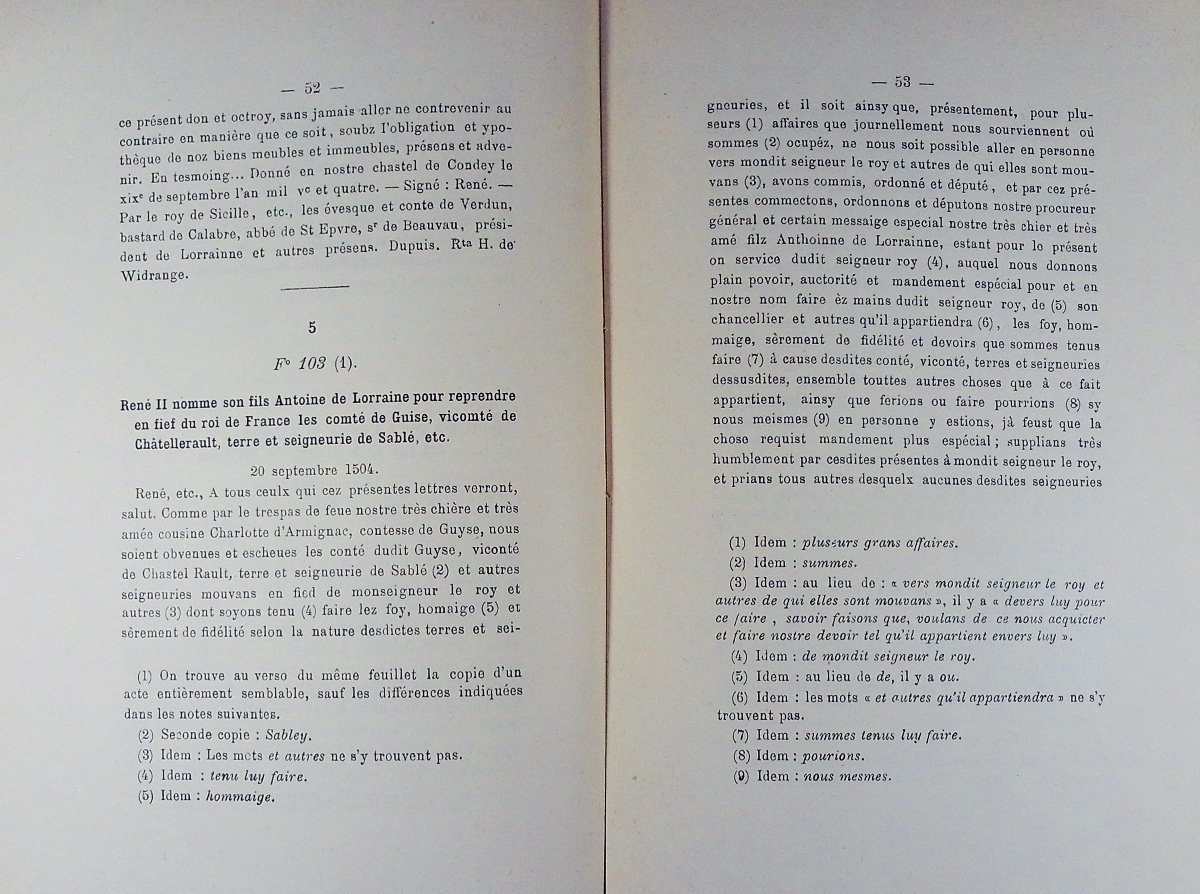 — 52 —
ce présent don et octroy, sans jamais aller ne contrevenir au
contraire en manière que ce soit, soubz l'obligation et ypo-
thèque de noz biens meubles et immeubles, présens et adve-
nir. En tesmoing... Donné en nostre chastel de Condey le
xixe de septembre l'an mil vc et quatre. — Signé : René. —
Par le roy de Sicille, etc., les évesque et conte de Verdun,
bastard de Calabre, abbé de St Epvre, sr de Beauvau, prési-
dent de Lorrainne et autres présens. Dupuis. Rta H. de
Widrange.
5
Fo 103 (1).
René II nomme son fils Antoine de Lorraine pour reprendre
en fief du roi de France les comté de Guise, vicomté de
Châtellerault, terre et seigneurie de Sablé, etc.
20 septembre 1504.
René, etc., A tous ceulx qui cez présentes lettres verront,
salut. Comme par le trespas de feue nostre très chière et très
amée cousine Charlotte d'Armignac, contesse de Guyse, nous
soient obvenues et escheues les conté dudit Guyse, viconté
de Chastel Rault, terre et seigneurie de Sablé (2) et autres
seigneuries mouvans en fied de monseigneur le roy et
autres (3) dont soyons tenu (4) faire lez foy, homaige (5) et
sèrement de fidélité selon la nature desdictes terres et sei-
(1) On trouve au verso du même feuillet la copie d'un
acte entièrement semblable, sauf les différences indiquées
dans les notes suivantes.
(2) Seconde copie : Sabley.
(3) Idem : Les mots et autres ne s'y trouvent pas.
(4) Idem : tenu luy faire.
(5) Idem : hommaige.
— 53 —
gneuries, et il soit ainsy que, présentement, pour plu-
seurs (1) affaires que journellement nous sourviennent où
sommes (2) ocupéz, ne nous soit possible aller en personne
vers mondit seigneur le roy et autres de qui elles sont mou-
vans (3), avons commis, ordonné et député, et par cez pré-
sentes commectons, ordonnons et députons nostre procureur
général et certain messaige especial nostre très chier et très
amé filz Anthoinne de Lorrainne, estant pour le présent
on service dudit seigneur roy (4), auquel nous donnons
plain povoir, auctorité et mandement espécial pour et en
nostre nom faire èz mains dudit seigneur roy, de (5) son
chancellier et autres qu'il appartiendra (6), les foy, hom-
maige, sèrement de fidélité et devoirs que sommes tenus
faire (7) à cause desdites conté, viconté, terres et seigneuries
dessusdites, ensemble touttes autres choses que à ce fait
appartient, ainsy que ferions ou faire pourrions (8) sy
nous meismes (9) en personne y estions, jà feust que la
chose requist mandement plus espécial ; supplians très
humblement par cesdites présentes à mondit seigneur le roy,
et prians tous autres desquelx aucunes desdites seigneuries
(1) Idem : pluseurs grans affaires.
(2) Idem : summes.
(3) Idem : au lieu de : « vers mondit seigneur le roy et
autres de qui elles sont mouvans », il y a « devers luy pour
ce faire , savoir faisons que, voulans de ce nous acquicter
et faire nostre devoir tel qu'il appartient envers luy ».
(4) Idem : de mondit seigneur le roy.
(5) Idem : au lieu de de, il y a ou.
(6) Idem : les mots « et autres qu'il appartiendra » ne s'y
trouvent pas.
(7) Idem : summes tenus luy faire.
(8) Idem : pourions.
(9) Idem : nous mesmes.